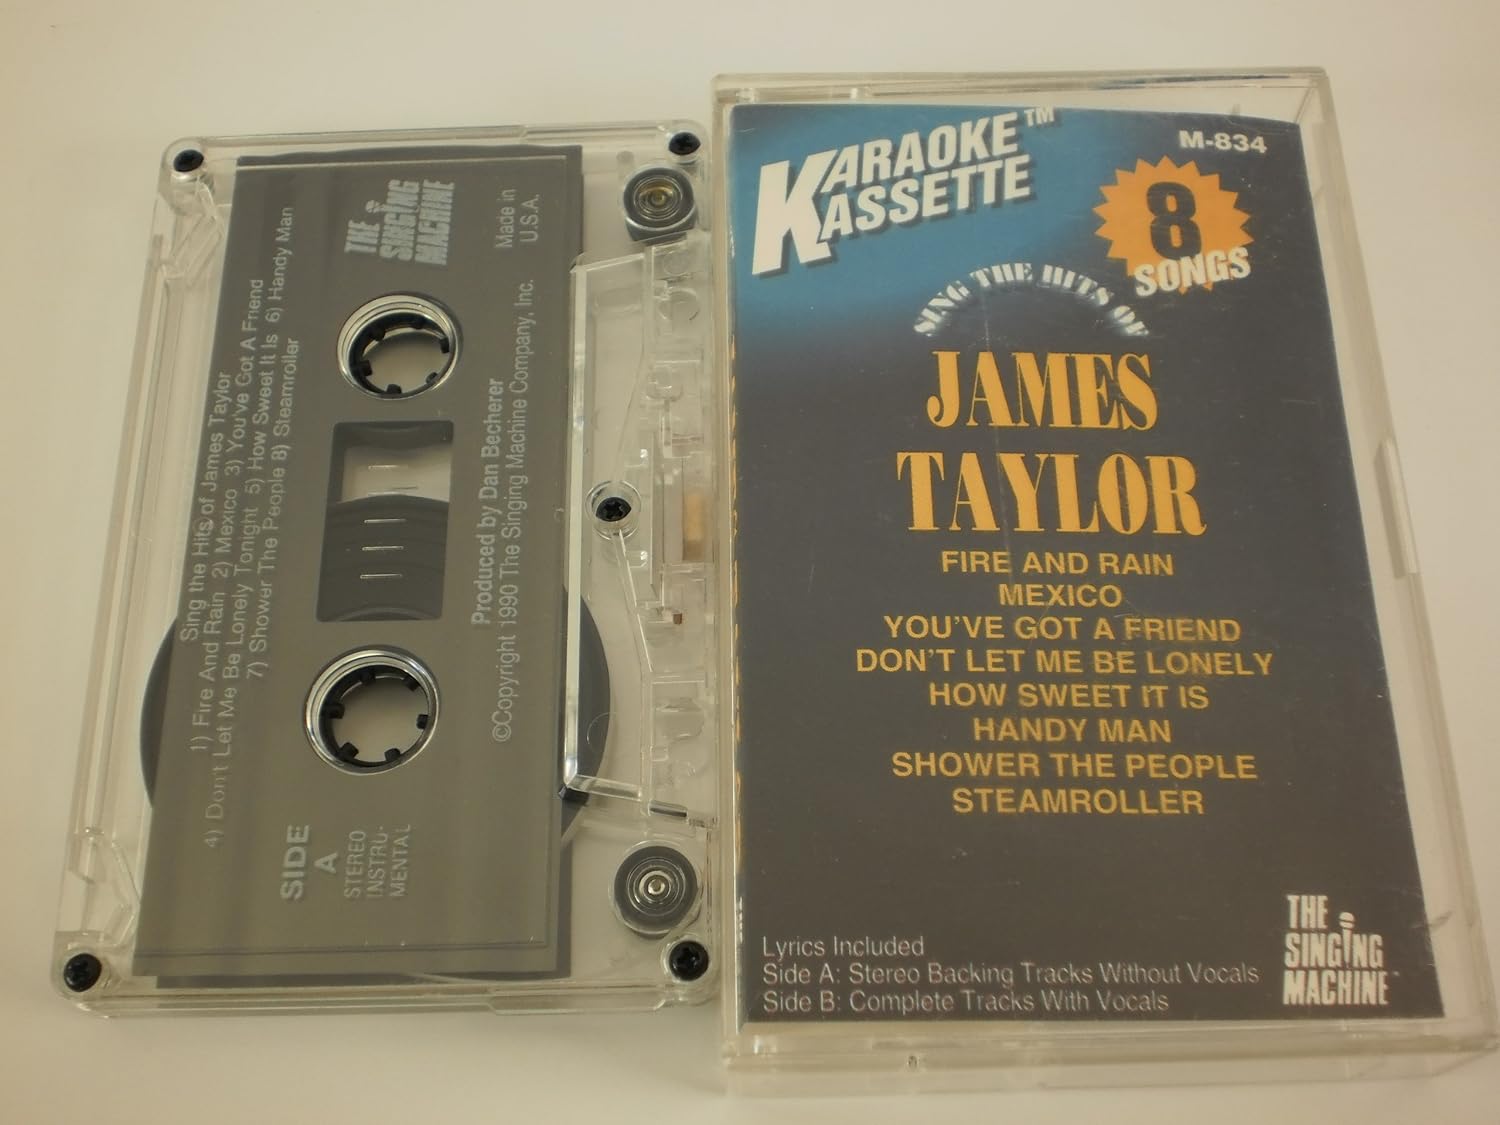 Sing the Hits of James Taylor
1) Fire And Rain 2) Mexico 3) You've Got A Friend
4) Don't Let Me Be Lonely Tonight 5) How Sweet It Is 6) Handy Man
7) Shower The People 8) Steamroller
THE
SINGING
MACHINE
Made in
U.S.A.
SIDE
A
STEREO
INSTRU-
MENTAL
Produced by Dan Becherer
©Copyright 1990 The Singing Machine Company, Inc.
KARAOKE™
KASSETTE
M-834
8
SONGS
SING THE HITS OF
JAMES
TAYLOR
FIRE AND RAIN
MEXICO
YOU'VE GOT A FRIEND
DON'T LET ME BE LONELY
HOW SWEET IT IS
HANDY MAN
SHOWER THE PEOPLE
STEAMROLLER
Lyrics Included
Side A: Stereo Backing Tracks Without Vocals
Side B: Complete Tracks With Vocals
THE
SINGING
MACHINE™